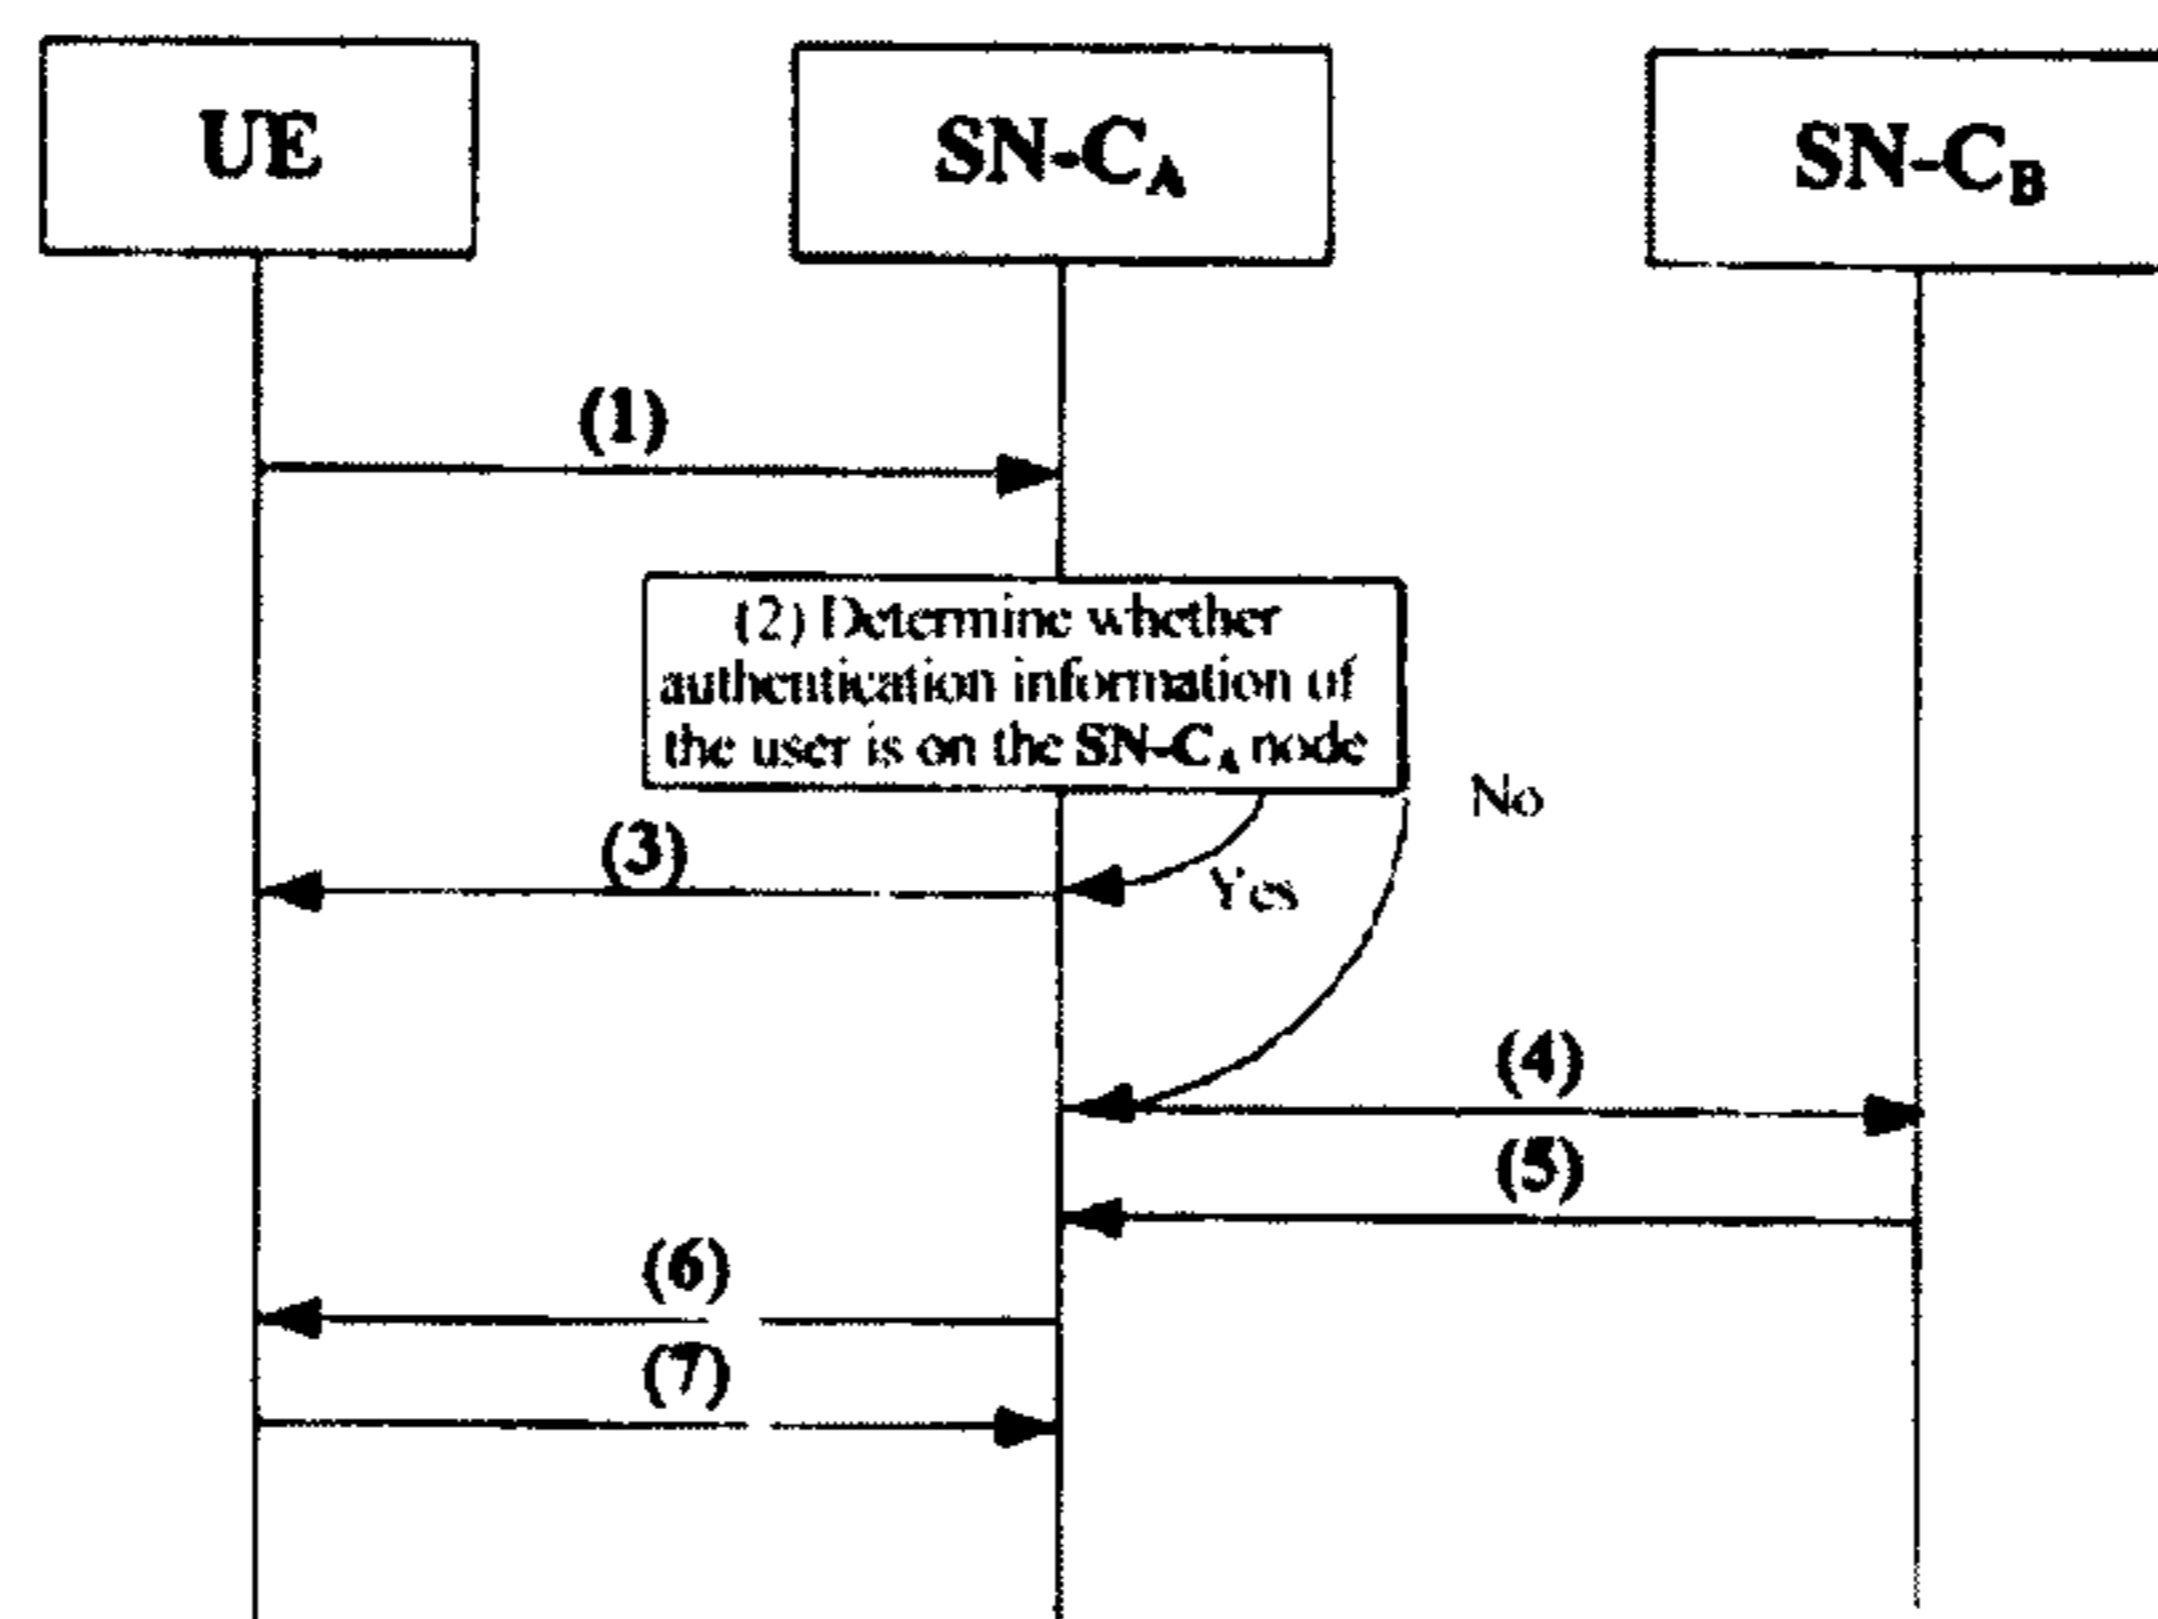 UE
SN-CA
SN-CB
(1)
(2) Determine whether
authentication information of
the user is on the SN-CA node
No
(3)
Yes
(4)
(5)
(6)
(7)